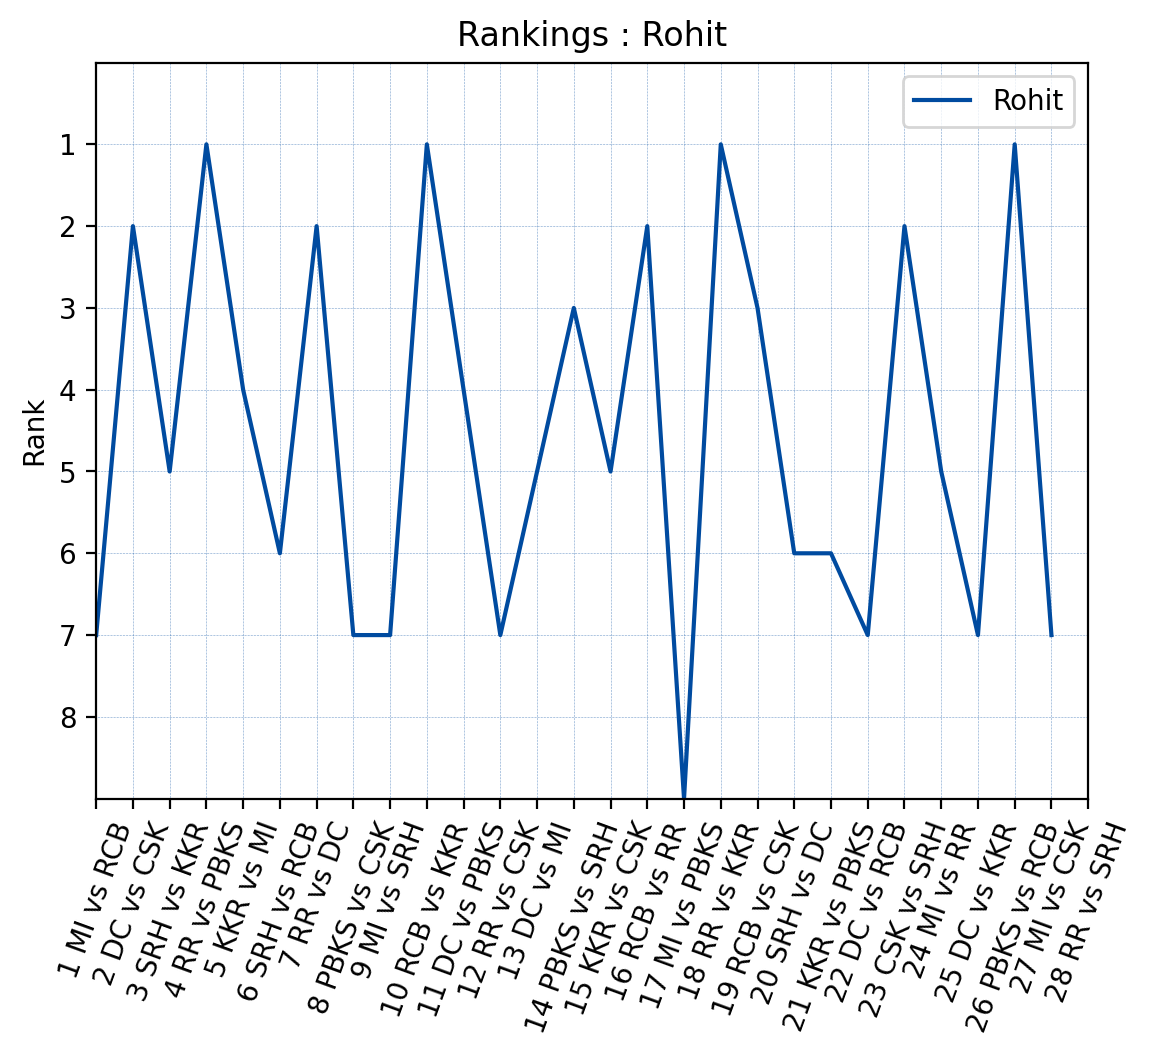 Rankings : Rohit
Rohit
1
2
3
4
5
6
7
8
Rank
1 MI vs RCB
2 DC vs CSK
3 SRH vs KKR
4 RR vs PBKS
5 KKR vs MI
6 SRH vs RCB
7 RR vs DC
8 PBKS vs CSK
9 MI vs SRH
10 RCB vs KKR
11 DC vs PBKS
12 RR vs CSK
13 DC vs MI
14 PBKS vs SRH
15 KKR vs CSK
16 RCB vs RR
17 MI vs PBKS
18 RR vs KKR
19 RCB vs CSK
20 SRH vs DC
21 KKR vs PBKS
22 DC vs RCB
23 CSK vs SRH
24 MI vs RR
25 DC vs KKR
26 PBKS vs RCB
27 MI vs CSK
28 RR vs SRH